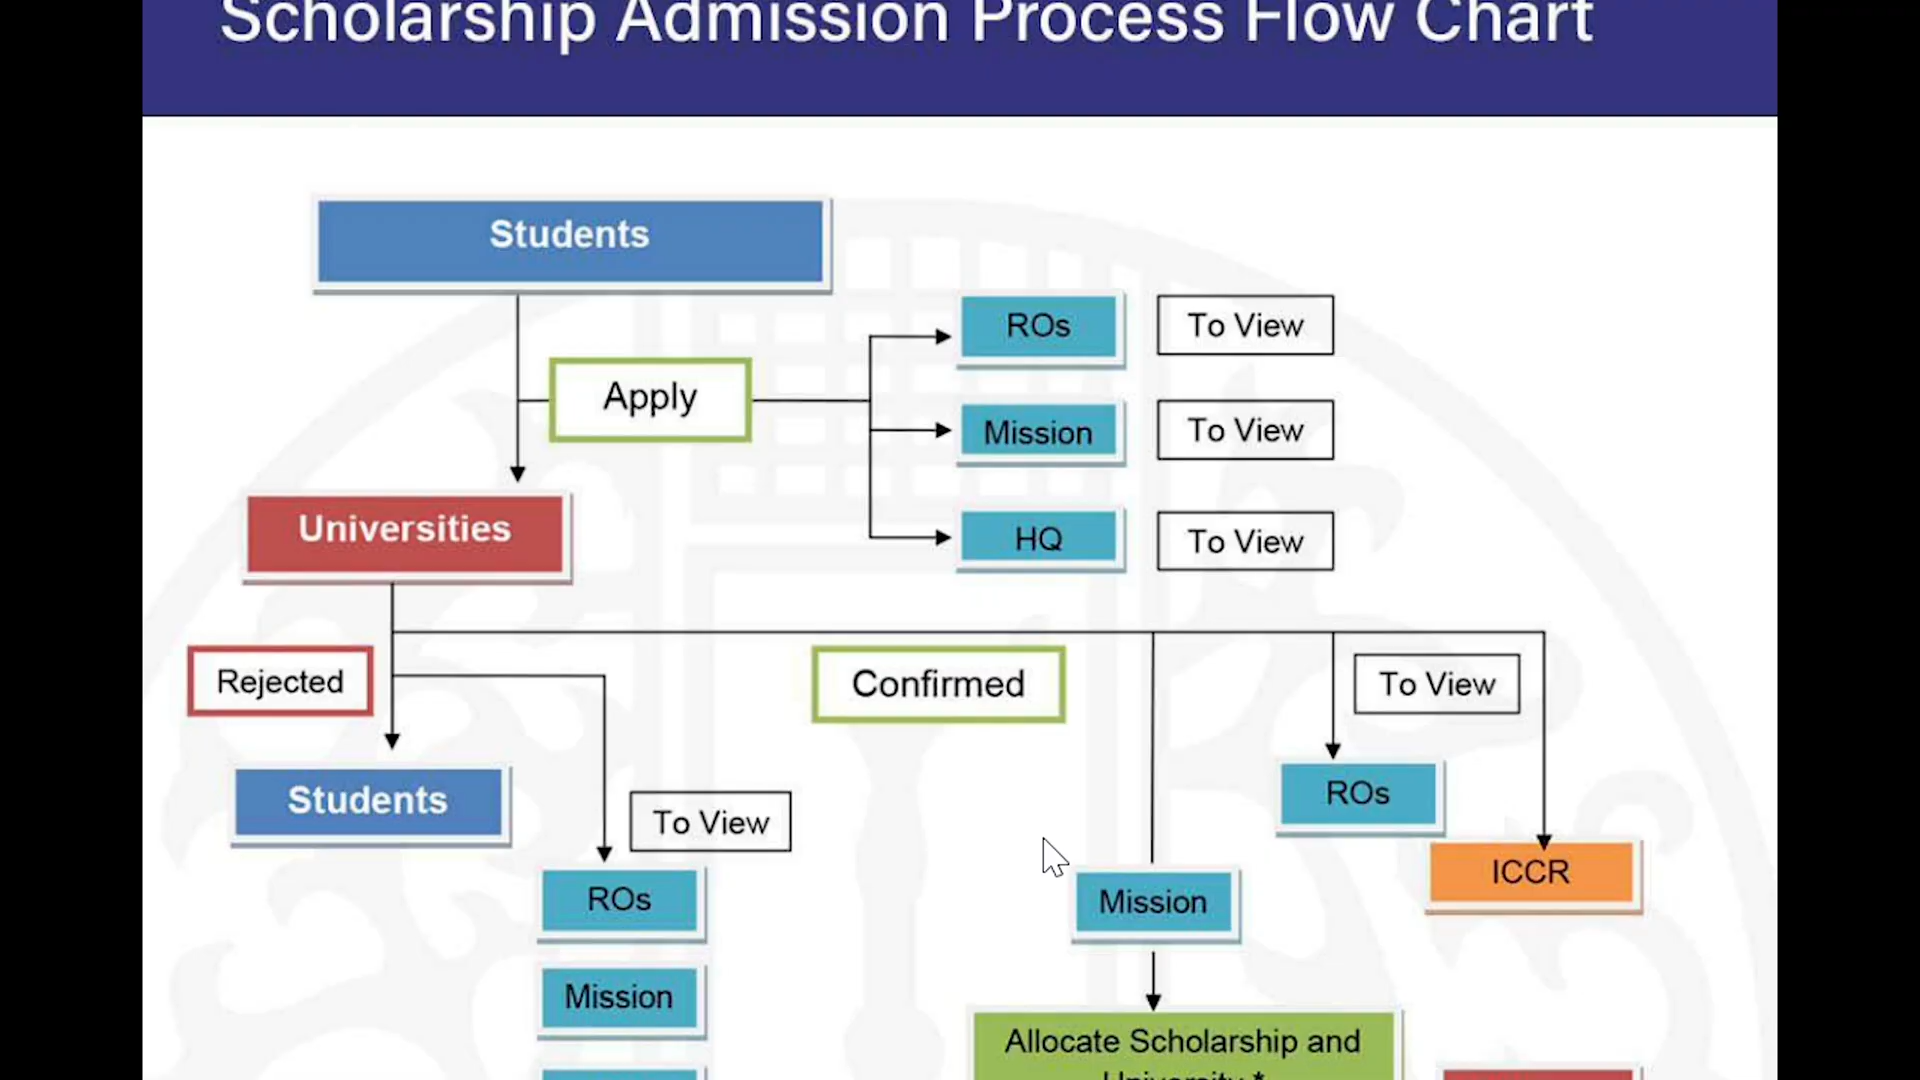 Scholarship Admission Process Flow Chart
Students
ROs
To View
Apply
Mission
To View
Universities
HQ
To View
Rejected
Confirmed
To View
Students
To View
ROs
ICCR
ROs
Mission
Mission
Allocate Scholarship and
University *